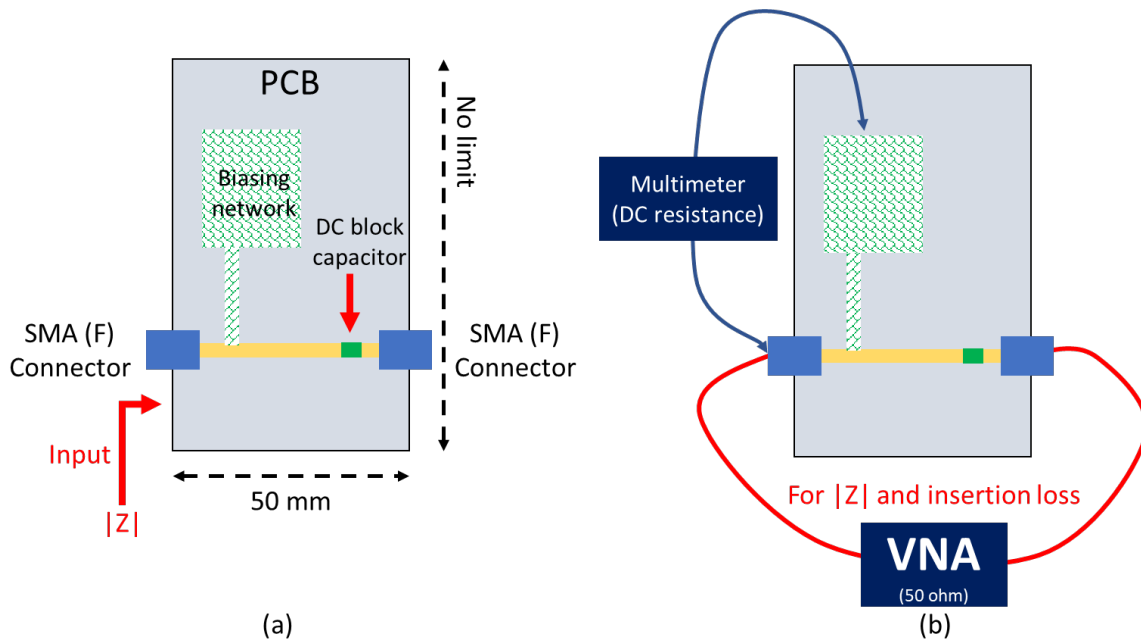 PCB
No limit
Biasing
network
DC block
capacitor
SMA (F)
Connector
SMA (F)
Connector
Input
|Z|
50 mm
(a)
Multimeter
(DC resistance)
For |Z| and insertion loss
VNA
(50 ohm)
(b)